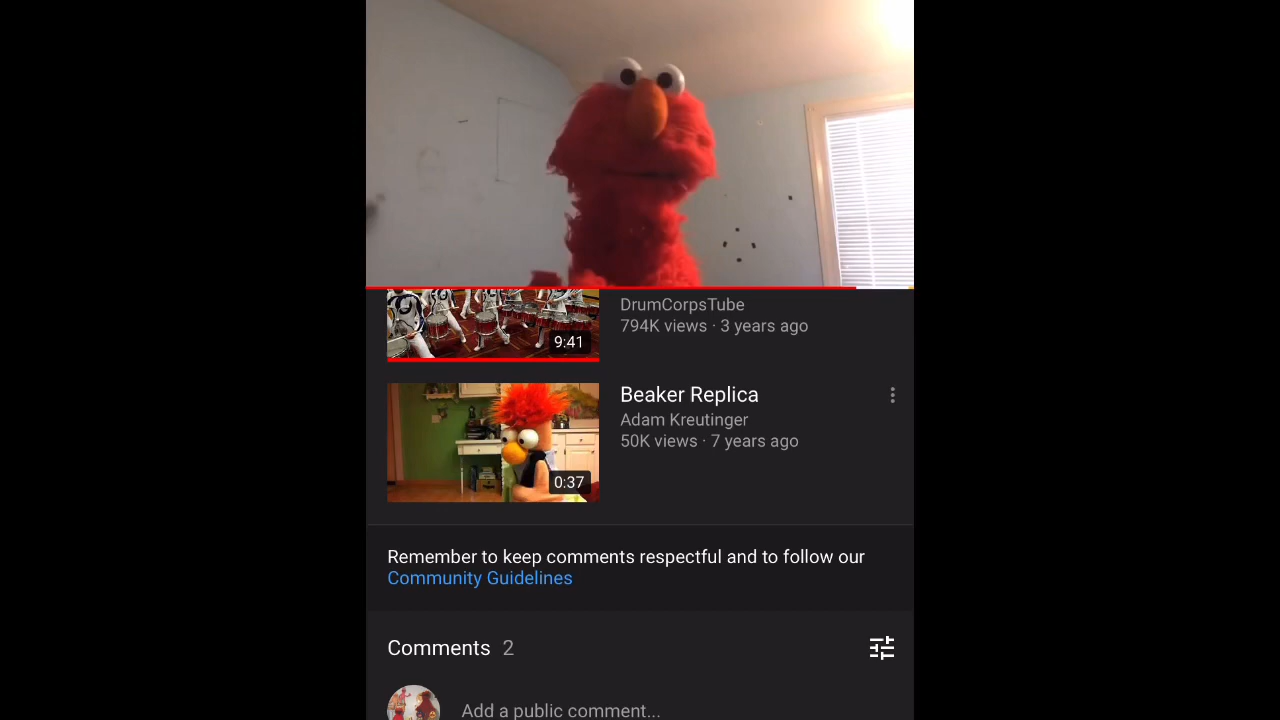 DrumCorpsTube
794K views · 3 years ago
9:41
Beaker Replica
Adam Kreutinger
50K views · 7 years ago
0:37
Remember to keep comments respectful and to follow our
Community Guidelines
Comments 2
Add a public comment...